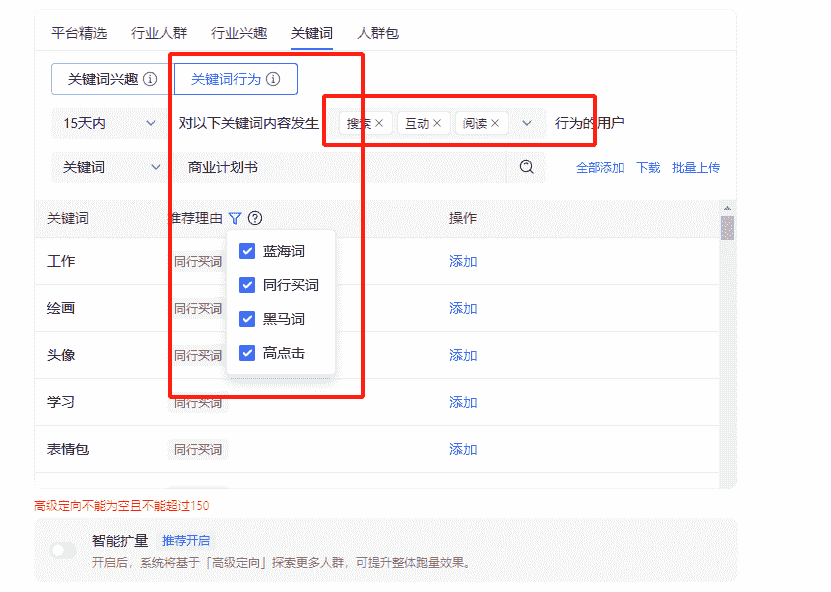 平台精选 行业人群 行业兴趣 关键词 人群包
关键词兴趣 关键词行为
15天内 对以下关键词内容发生 搜索 互动 阅读 行为的用户
关键词 商业计划书 全部添加 下载 批量上传
关键词 推荐理由 操作
工作 同行买词 添加
蓝海词
同行买词
黑马词
高点击
绘画 同行买词 添加
头像 同行买词 添加
学习 同行买词 添加
表情包 同行买词 添加
高级定向不能为空且不能超过150
智能扩量 推荐开启
开启后，系统将基于「高级定向」探索更多人群，可提升整体跑量效果。